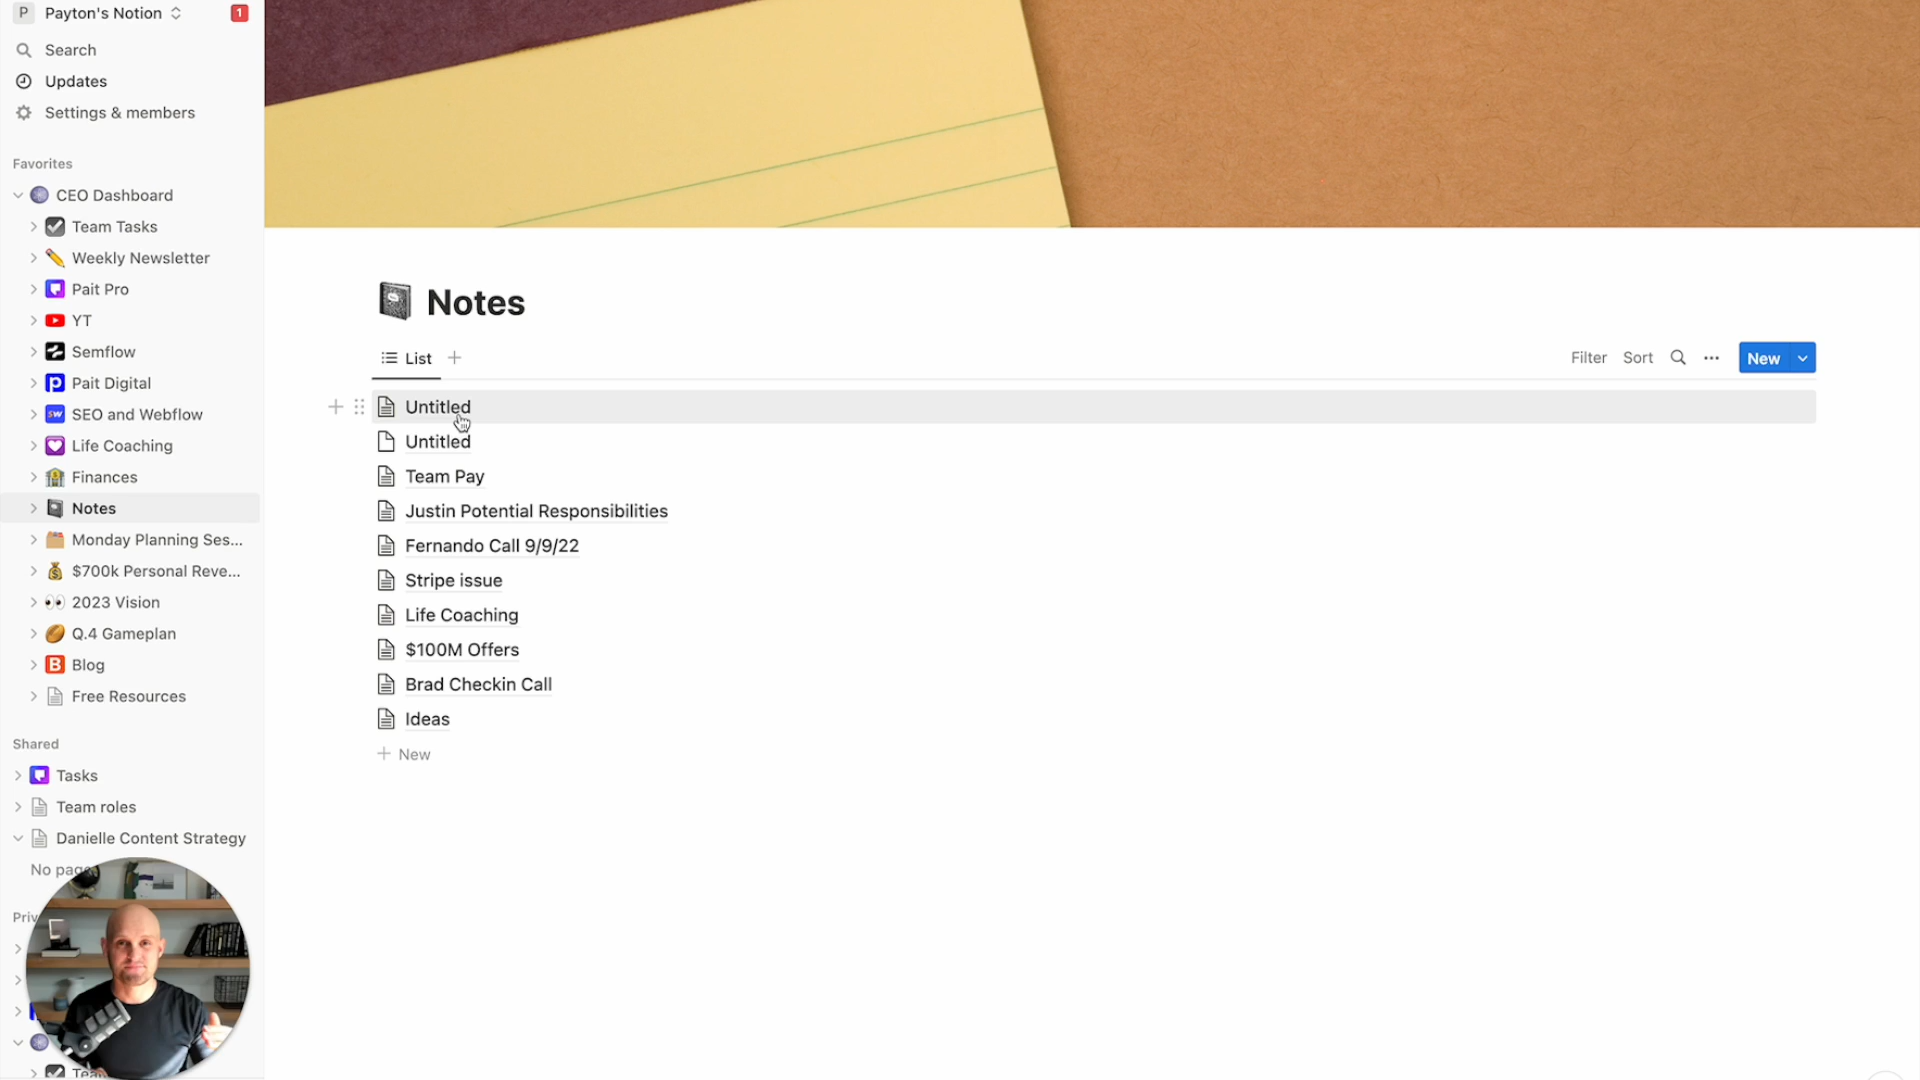 P Payton's Notion 1
Search
Updates
Settings & members
Favorites
CEO Dashboard
Team Tasks
Weekly Newsletter
Pait Pro
YT
Semflow
Pait Digital
SW SEO and Webflow
Life Coaching
Finances
Notes
Monday Planning Ses...
$700k Personal Reve...
2023 Vision
Q.4 Gameplan
B Blog
Free Resources
Shared
Tasks
Team roles
Danielle Content Strategy
Notes
List
Filter Sort ... New
Untitled
Untitled
Team Pay
Justin Potential Responsibilities
Fernando Call 9/9/22
Stripe issue
Life Coaching
$100M Offers
Brad Checkin Call
Ideas
+ New